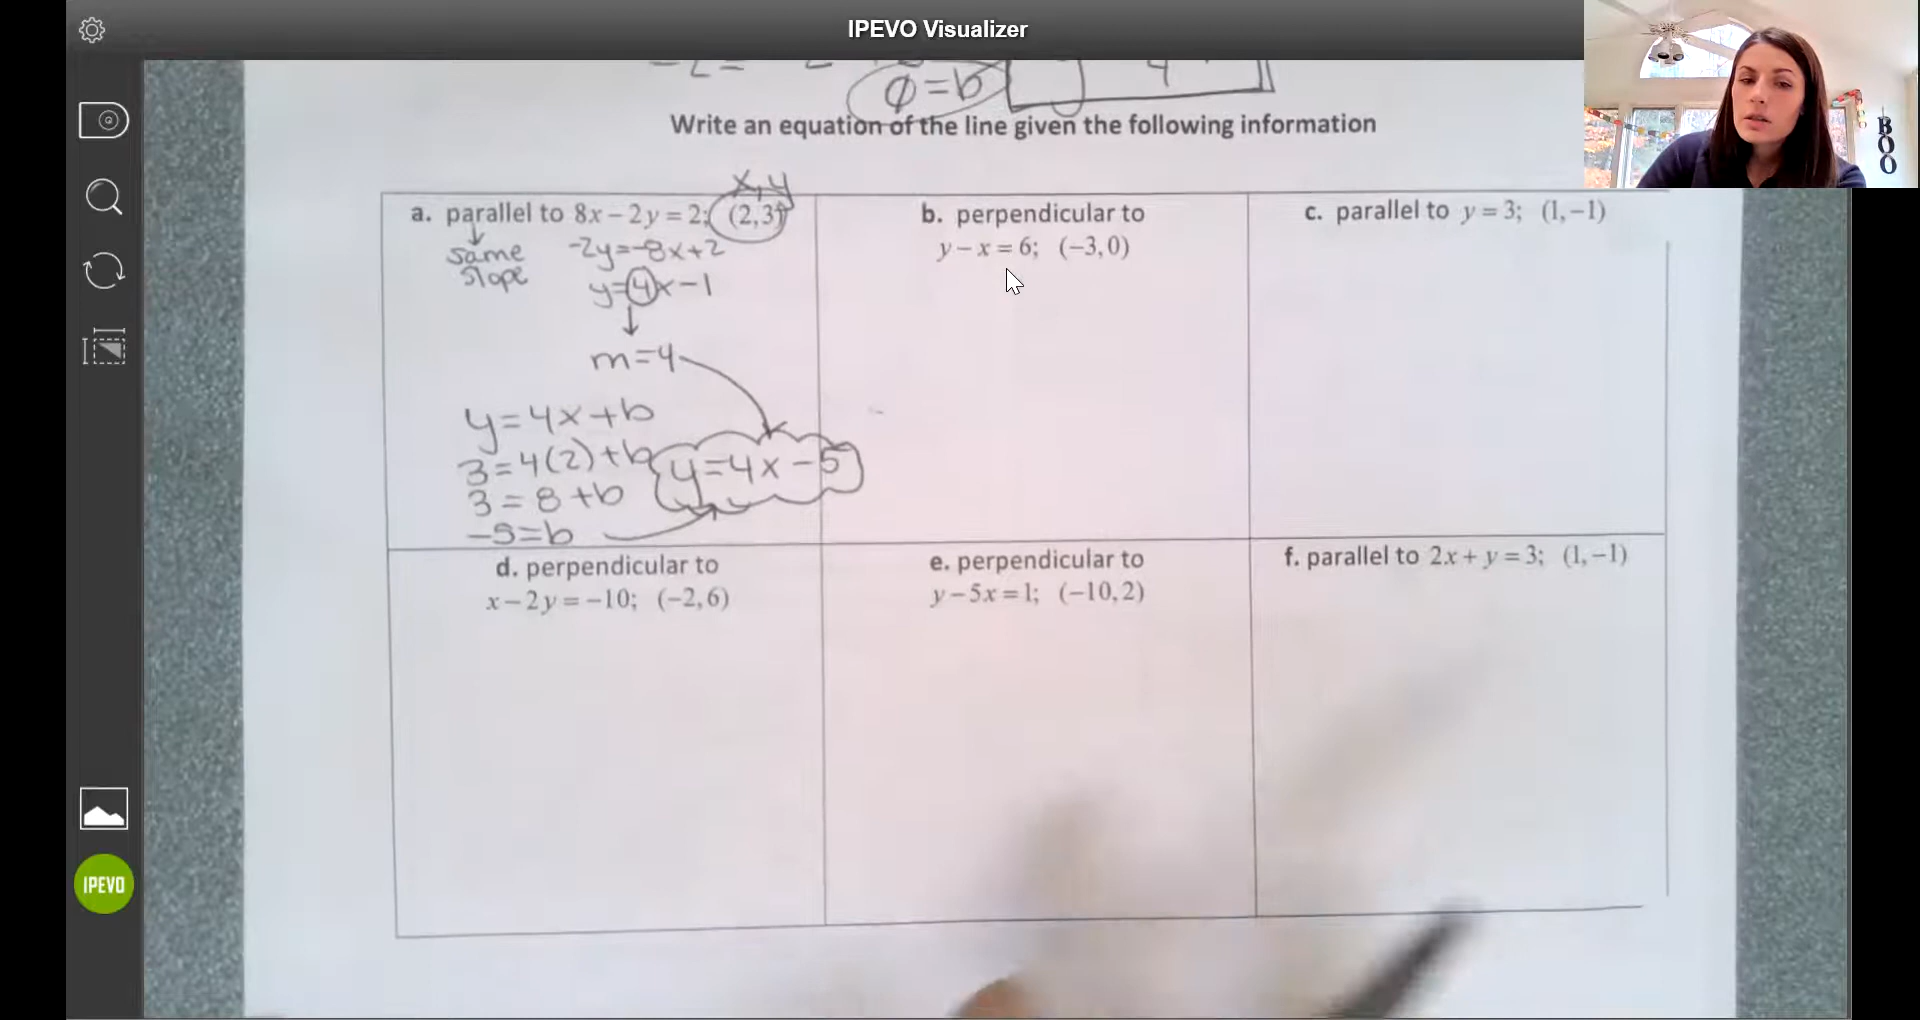 IPEVO Visualizer
φ=b
Write an equation of the line given the following information
x,y
a. parallel to 8x – 2y = 2; (2,3)
same
slope
-2y=-8x+2
y=4x-1
m=4
y=4x+b
3=4(2)+b
3=8+b
-5=b
y=4x-5
b. perpendicular to
y – x = 6; (–3,0)
c. parallel to y = 3; (1,–1)
d. perpendicular to
x – 2y = –10; (–2,6)
e. perpendicular to
y – 5x = 1; (–10,2)
f. parallel to 2x + y = 3; (1,–1)
IPEVO
BOO